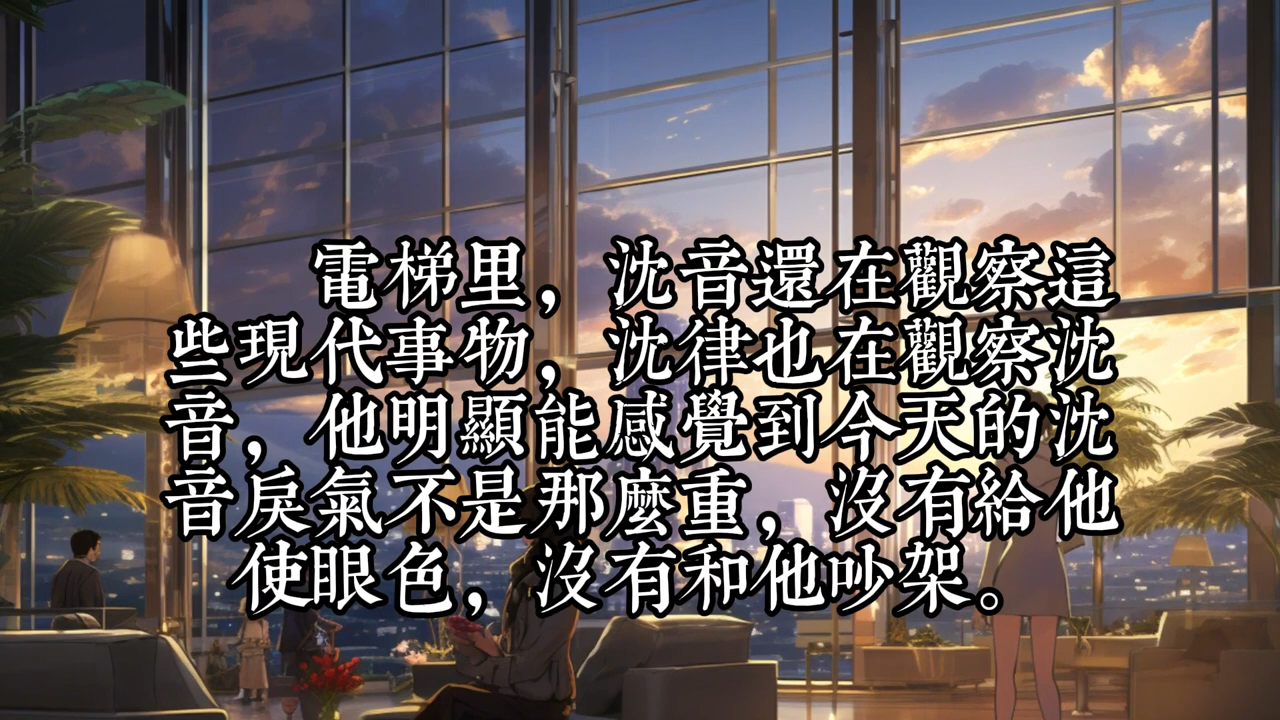 電梯里，沈音還在觀察這
些現代事物，沈律也在觀察沈
音，他明顯能感覺到今天的沈
音戾氣不是那麼重，沒有給他
使眼色，沒有和他吵架。